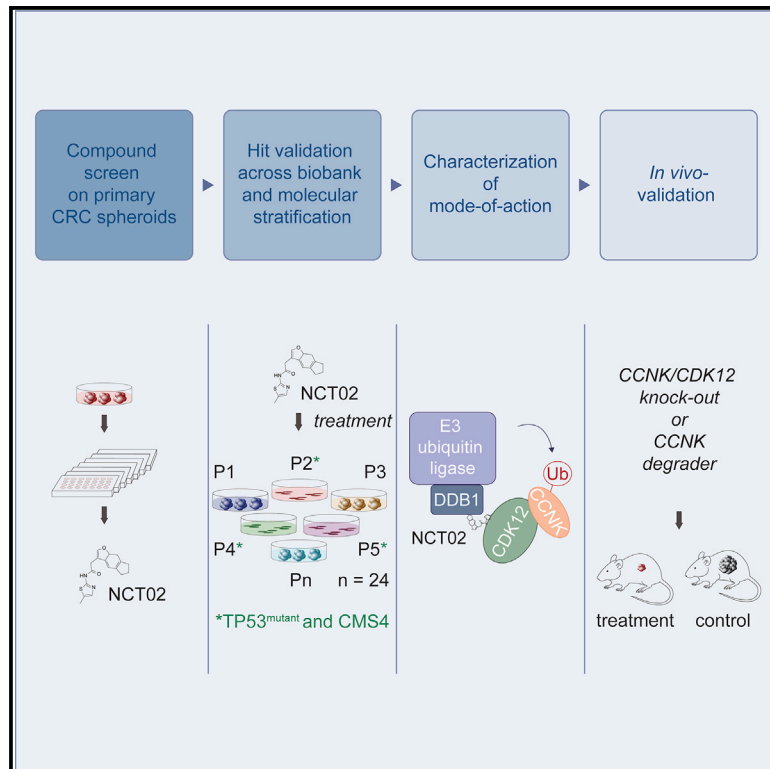 Compound
screen
on primary
CRC spheroids
Hit validation
across biobank
and molecular
stratification
Characterization
of
mode-of-action
In vivo-
validation
NCT02
NCT02
treatment
P1
P2*
P3
P4*
P5*
Pn n = 24
*TP53mutant and CMS4
E3
ubiquitin
ligase
DDB1
NCT02
CDK12
CCNK
Ub
CCNK/CDK12
knock-out
or
CCNK
degrader
treatment
control
O
HN
O
S
N
O
HN
O
S
N